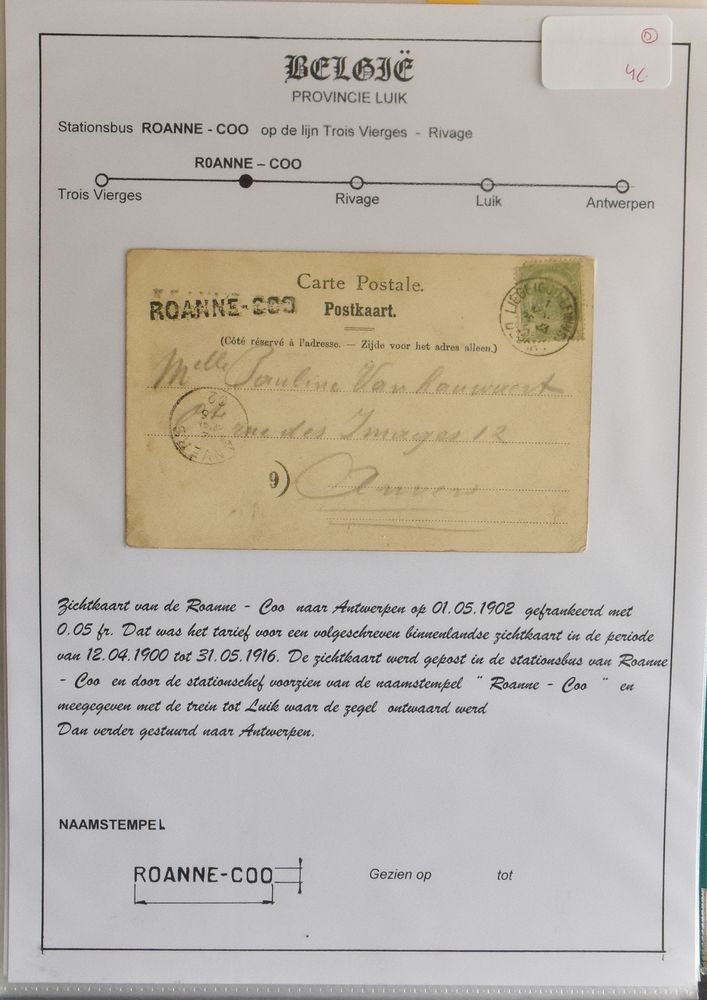 BELGIË
PROVINCIE LUIK
Stationsbus ROANNE - COO op de lijn Trois Vierges - Rivage
R0ANNE – COO
Trois Vierges
Rivage
Luik
Antwerpen
Carte Postale.
ROANNE-COO
Postkaart.
(Côté réservé à l'adresse. — Zijde voor het adres alleen.)
Melle Pauline Van
rue des Images 12
9)
Anvers
Zichtkaart van de Roanne - Coo naar Antwerpen op 01.05.1902 gefrankeerd met
0.05 fr. Dat was het tarief voor een volgeschreven binnenlandse zichtkaart in de periode
van 12.04.1900 tot 31.05.1916. De zichtkaart werd gepost in de stationsbus van Roanne
- Coo en door de stationschef voorzien van de naamstempel " Roanne - Coo " en
meegegeven met de trein tot Luik waar de zegel ontwaard werd
Dan verder gestuurd naar Antwerpen.
NAAMSTEMPEL
ROANNE-COO
Gezien op tot